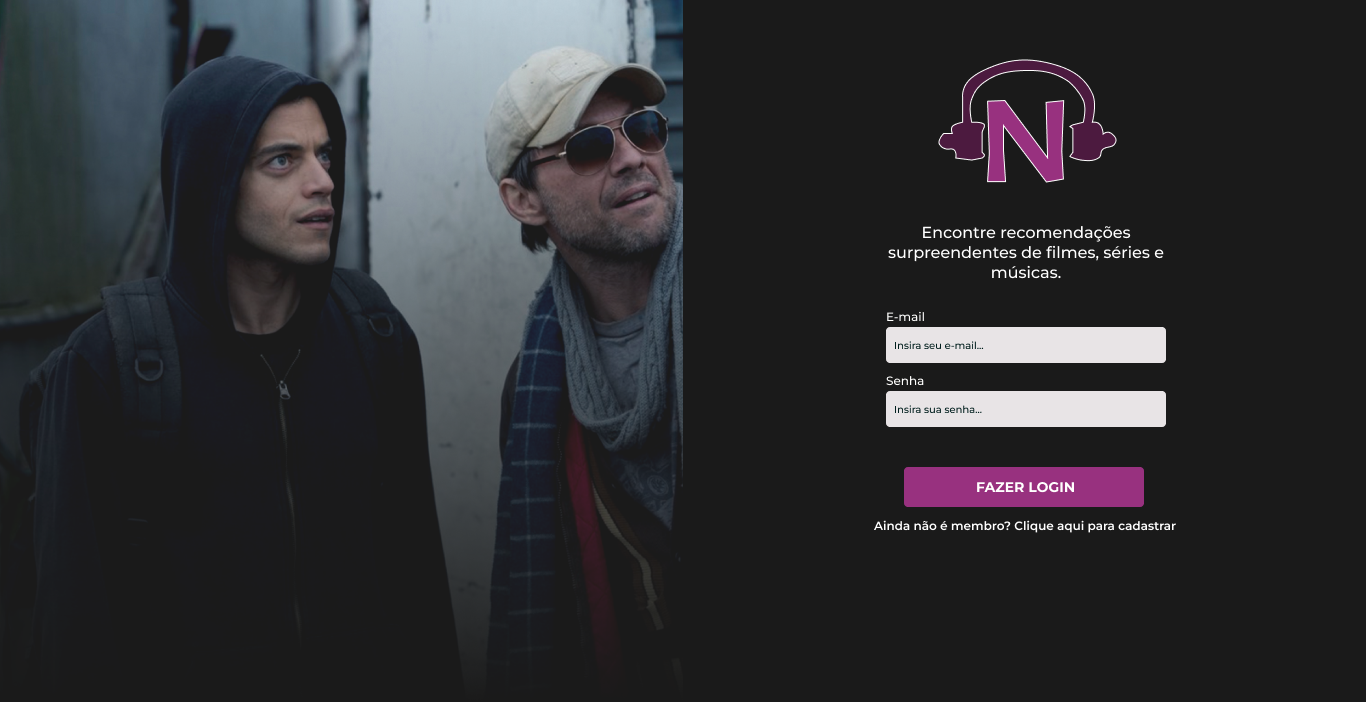 N
Encontre recomendações
surpreendentes de filmes, séries e
músicas.
E-mail
Insira seu e-mail...
Senha
Insira sua senha...
FAZER LOGIN
Ainda não é membro? Clique aqui para cadastrar